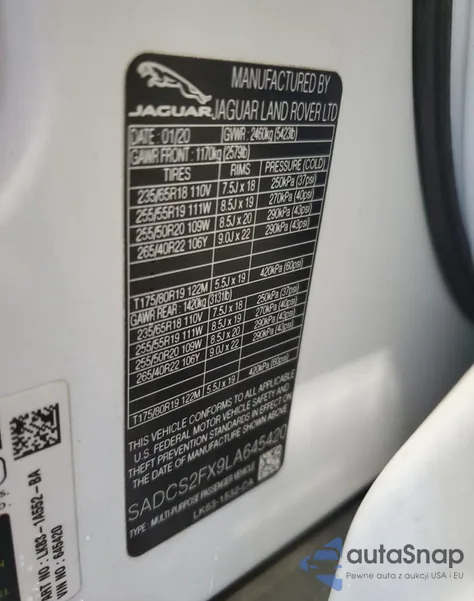 JAGUAR
MANUFACTURED BY
JAGUAR LAND ROVER LTD
DATE : 01/20 GVWR : 2460kg (5423lb)
GAWR FRONT : 1170kg (2579lb)
TIRES RIMS PRESSURE (COLD)
235/65R18 110V 7.5J x 18 250kPa (37psi)
255/55R19 111W 8.5J x 19 270kPa (40psi)
255/50R20 109W 8.5J x 20 290kPa (43psi)
265/40R22 106Y 9.0J x 22 290kPa (43psi)
T175/80R19 122M 5.5J x 19 420kPa (60psi)
GAWR REAR : 1420kg (3131lb)
235/65R18 110V 7.5J x 18 250kPa (37psi)
255/55R19 111W 8.5J x 19 270kPa (40psi)
255/50R20 109W 8.5J x 20 290kPa (43psi)
265/40R22 106Y 9.0J x 22 290kPa (43psi)
T175/80R19 122M 5.5J x 19 420kPa (60psi)
THIS VEHICLE CONFORMS TO ALL APPLICABLE
U.S. FEDERAL MOTOR VEHICLE SAFETY AND
THEFT PREVENTION STANDARDS IN EFFECT ON THE
DATE OF MANUFACTURE SHOWN ABOVE
SADCS2FX9LA645420
TYPE : MULTI-PURPOSE PASSENGER VEHICLE
LK83-1532-CA
PART NO : LK83-14552-BA
VIN NO : 645420
autoSnap
Pewne auta z aukcji USA i EU